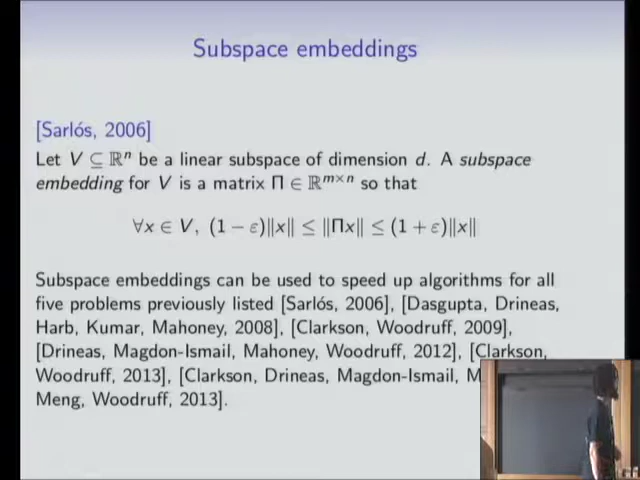 Subspace embeddings
[Sarlós, 2006]
Let V ⊆ ℝⁿ be a linear subspace of dimension d. A subspace
embedding for V is a matrix Π ∈ ℝᵐˣⁿ so that
∀x ∈ V, (1 − ε)‖x‖ ≤ ‖Πx‖ ≤ (1 + ε)‖x‖
Subspace embeddings can be used to speed up algorithms for all
five problems previously listed [Sarlós, 2006], [Dasgupta, Drineas,
Harb, Kumar, Mahoney, 2008], [Clarkson, Woodruff, 2009],
[Drineas, Magdon-Ismail, Mahoney, Woodruff, 2012], [Clarkson,
Woodruff, 2013], [Clarkson, Drineas, Magdon-Ismail,
Meng, Woodruff, 2013].